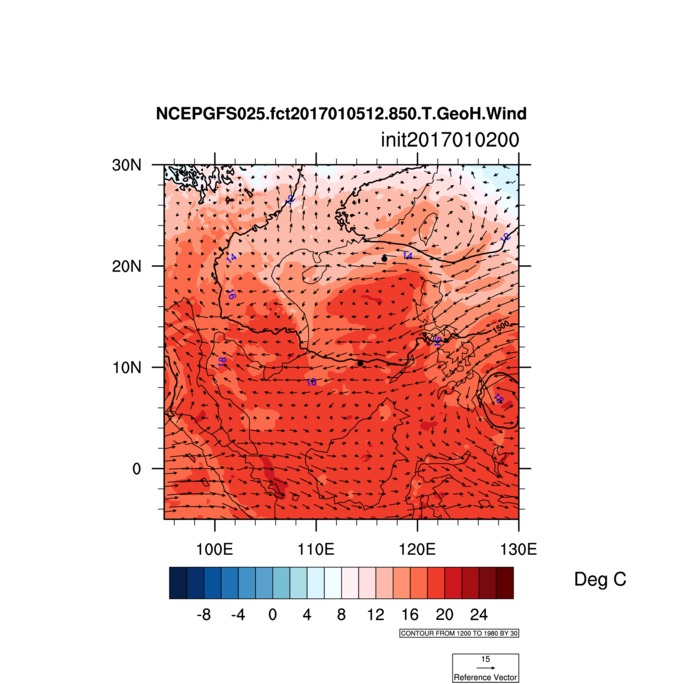 NCEPGFS025.fct2017010512.850.T.GeoH.Wind
init2017010200
30N
20N
10N
0
100E
110E
120E
130E
14
14
16
18
18
1500
-8
-4
0
4
8
12
16
20
24
Deg C
CONTOUR FROM 1200 TO 1980 BY 30
15
Reference Vector